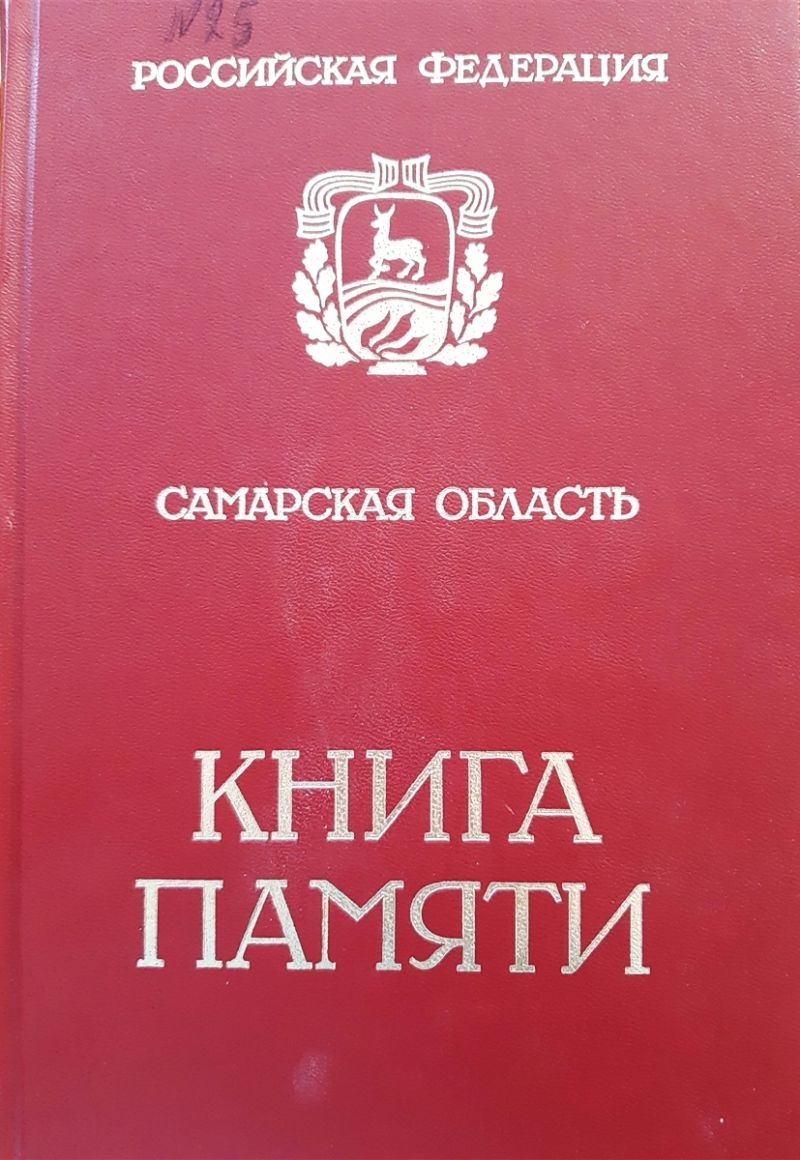 №25
РОССИЙСКАЯ ФЕДЕРАЦИЯ
САМАРСКАЯ ОБЛАСТЬ
КНИГА
ПАМЯТИ